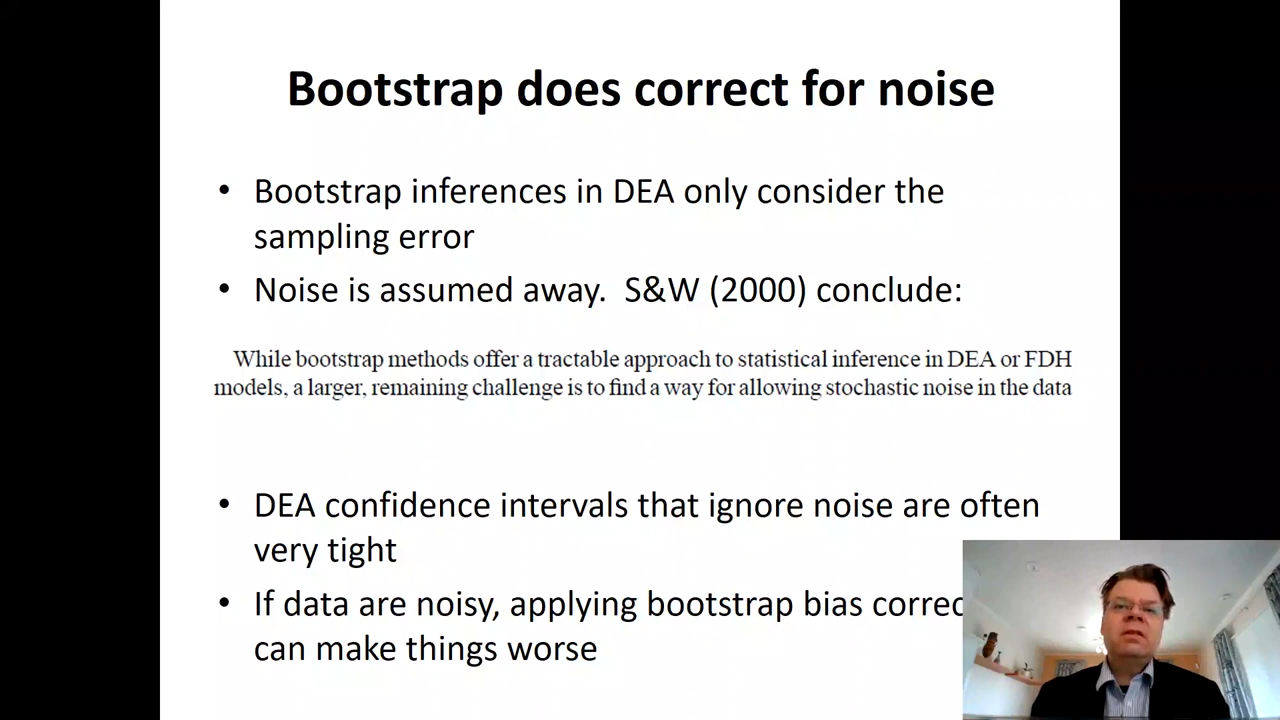 Bootstrap does correct for noise
• Bootstrap inferences in DEA only consider the
sampling error
• Noise is assumed away. S&W (2000) conclude:
While bootstrap methods offer a tractable approach to statistical inference in DEA or FDH
models, a larger, remaining challenge is to find a way for allowing stochastic noise in the data
• DEA confidence intervals that ignore noise are often
very tight
• If data are noisy, applying bootstrap bias correc
can make things worse